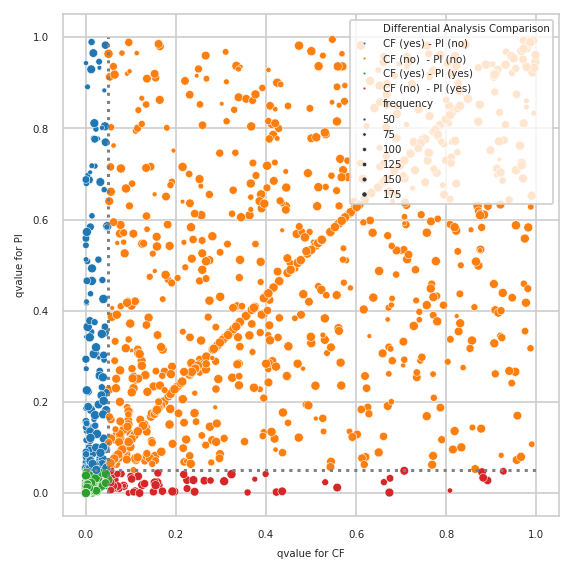 Differential Analysis Comparison
CF (yes) - PI (no)
CF (no)  - PI (no)
CF (yes) - PI (yes)
CF (no)  - PI (yes)
frequency
50
75
100
125
150
175
1.0
0.8
0.6
0.4
0.2
0.0
qvalue for PI
0.0
0.2
0.4
0.6
0.8
1.0
qvalue for CF